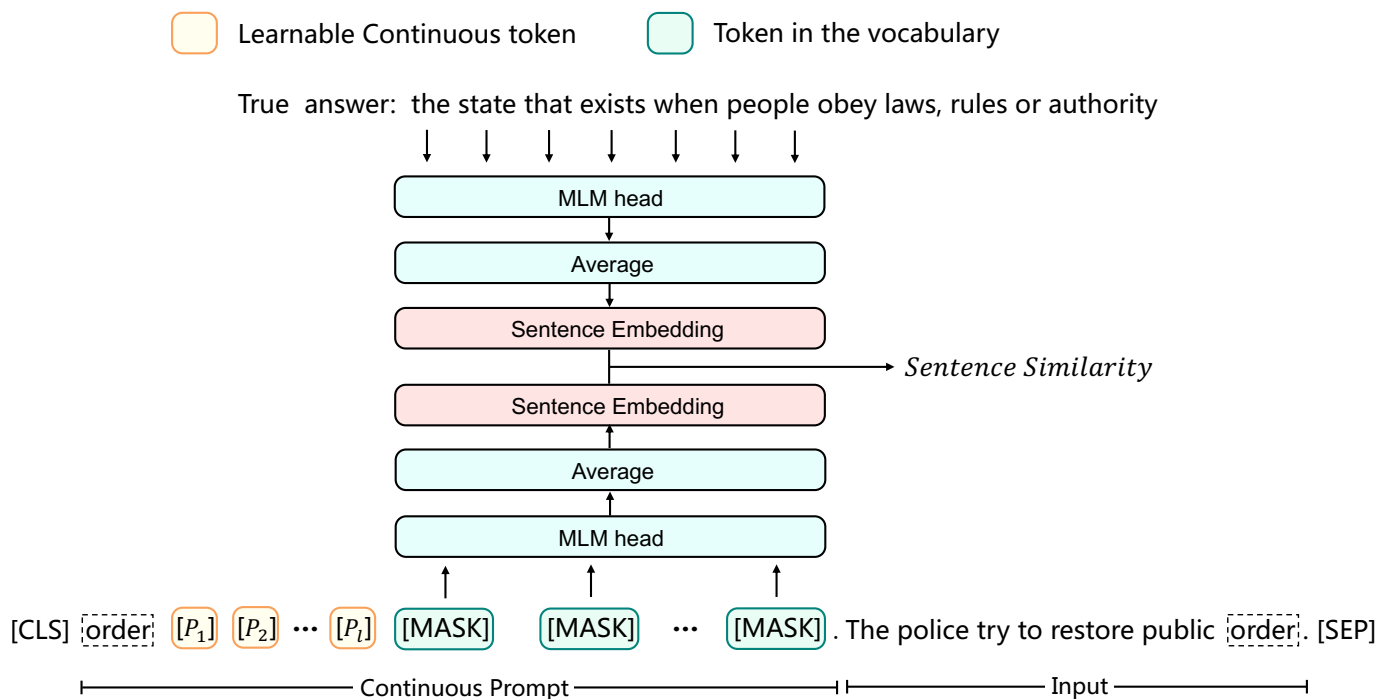 Learnable Continuous token
Token in the vocabulary
True answer: the state that exists when people obey laws, rules or authority
MLM head
Average
Sentence Embedding
Sentence Similarity
Sentence Embedding
Average
MLM head
[CLS] order [P₁] [P₂] ··· [Pₗ] [MASK] [MASK] ··· [MASK] . The police try to restore public order. [SEP]
Continuous Prompt
Input